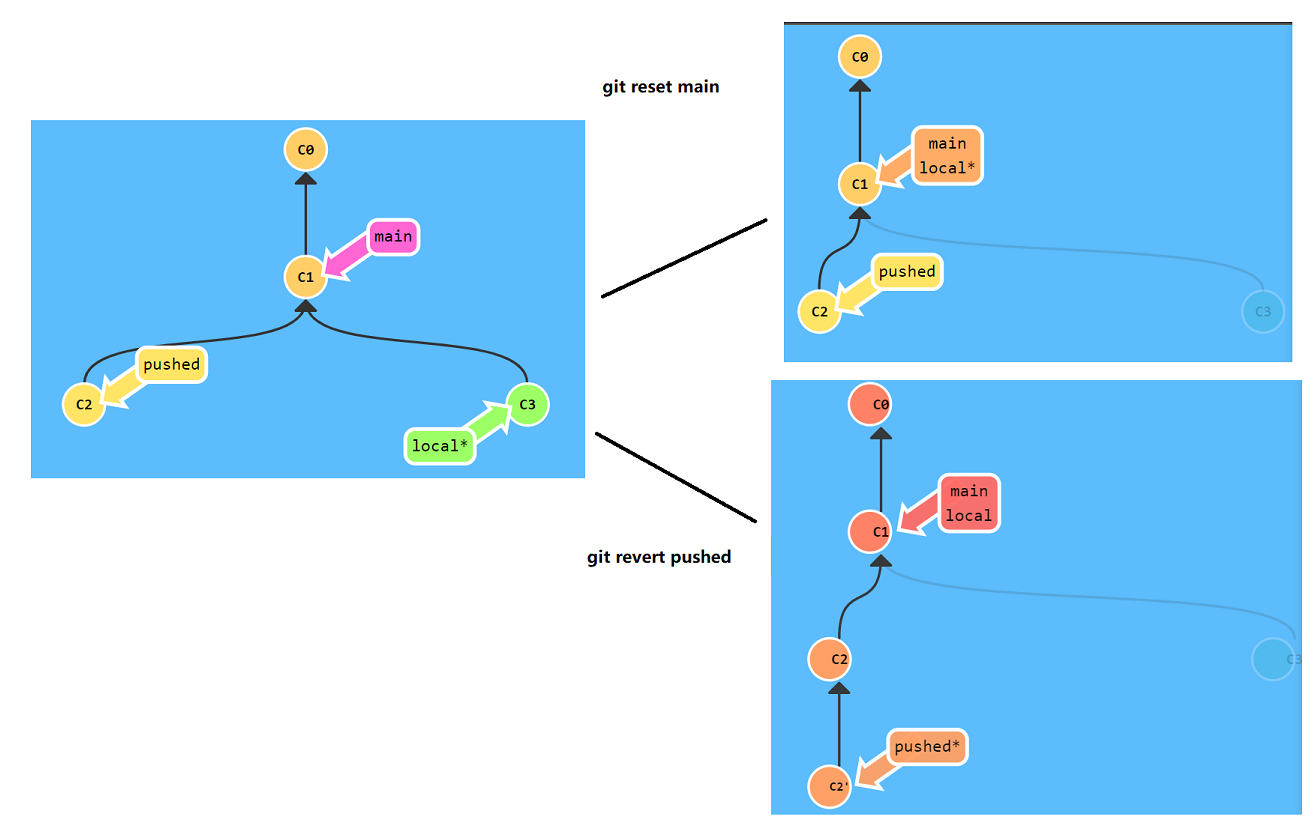 C0
main
C1
pushed
C2
C3
local*
git reset main
C0
main
local*
C1
pushed
C2
C3
git revert pushed
C0
main
local
C1
C2
C3
pushed*
C2'